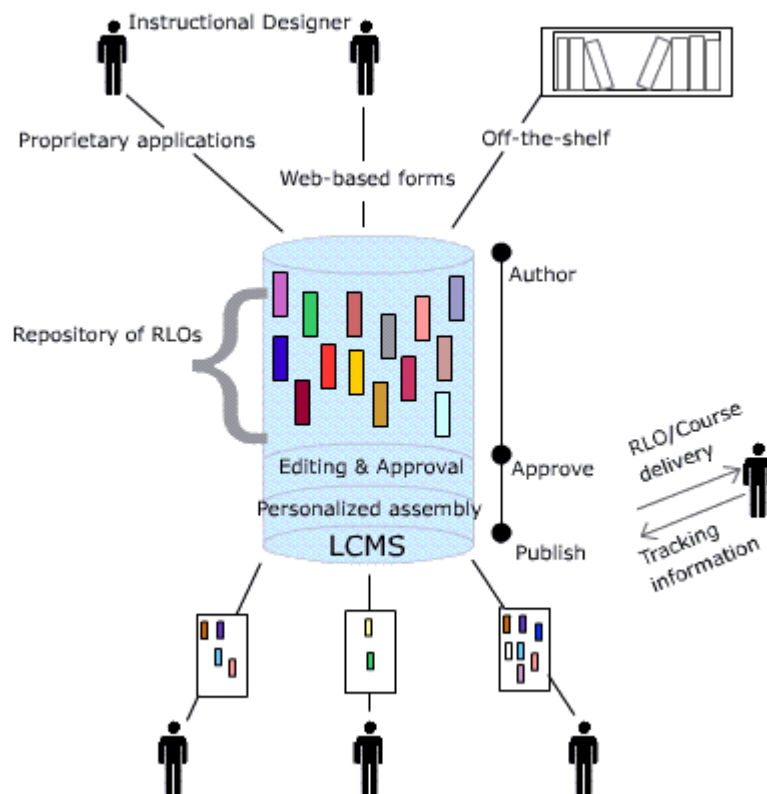 Instructional Designer
Proprietary applications
Off-the-shelf
Web-based forms
Author
Repository of RLOs
RLO/Course
delivery
Editing & Approval
Approve
Personalized assembly
LCMS
Publish
Tracking
information